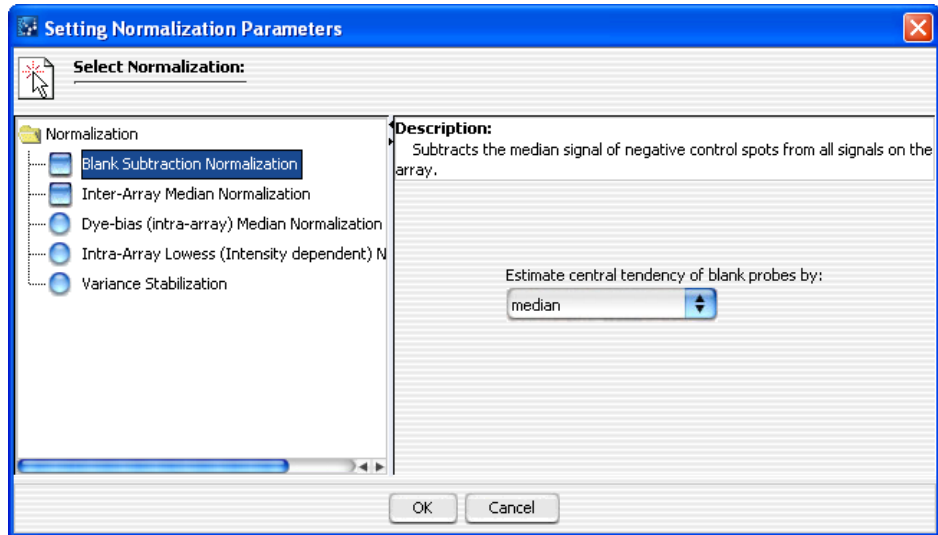 Setting Normalization Parameters
Select Normalization:
Normalization
Blank Subtraction Normalization
Inter-Array Median Normalization
Dye-bias (intra-array) Median Normalization
Intra-Array Lowess (Intensity dependent) N
Variance Stabilization
Description:
Subtracts the median signal of negative control spots from all signals on the
array.
Estimate central tendency of blank probes by:
median
OK Cancel